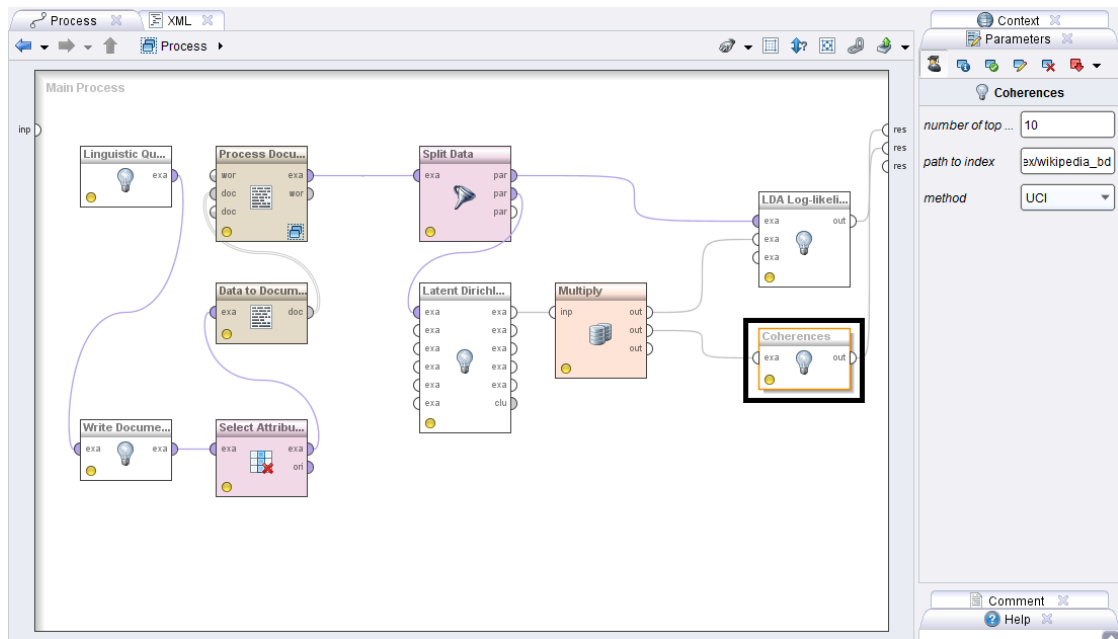 Process
XML
Process
Main Process
inp
Linguistic Qu...
exa
Process Docu...
wor
exa
doc
wor
doc
Split Data
exa
par
par
par
res
res
res
LDA Log-likeli...
exa
out
exa
exa
Data to Docum...
exa
doc
Latent Dirichl...
exa
exa
exa
exa
exa
exa
exa
exa
exa
exa
exa
clu
Multiply
inp
out
out
out
Coherences
exa
out
Write Docume...
exa
exa
Select Attribu...
exa
exa
ori
Context
Parameters
Coherences
number of top ...
10
path to index
ex/wikipedia_bd
method
UCI
Comment
Help